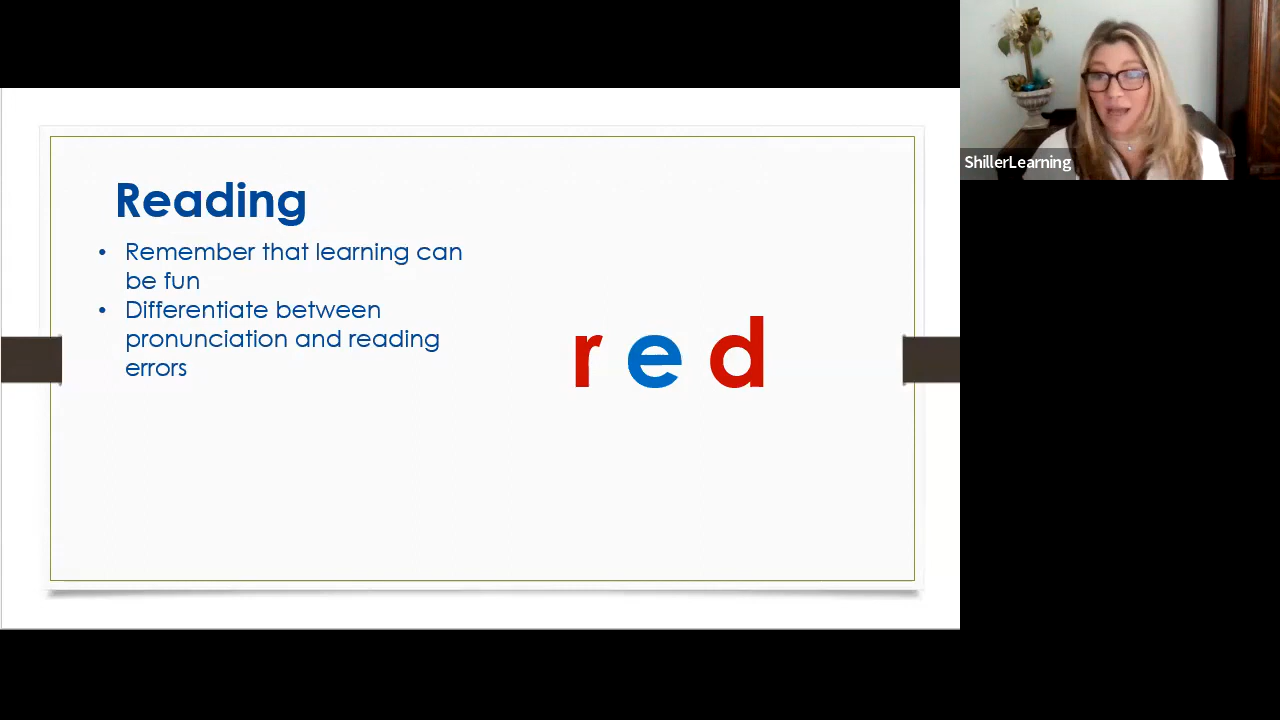 Reading
• Remember that learning can
be fun
• Differentiate between
pronunciation and reading
errors
r e d
ShillerLearning